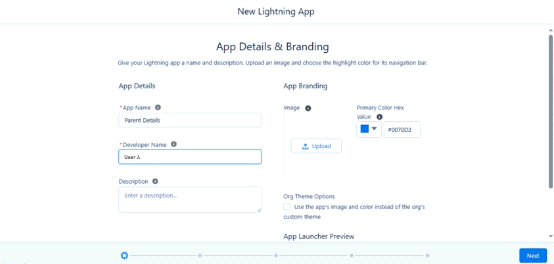 New Lightning App
App Details & Branding
Give your Lightning app a name and description. Upload an image and choose the highlight color for its navigation bar.
App Details
App Branding
*App Name
Parent Details
*Developer Name
User A
Description
Enter a description...
Image
Primary Color Hex
Value
#0070D2
Upload
Org Theme Options
Use the app's image and color instead of the org's
custom theme
App Launcher Preview
Next